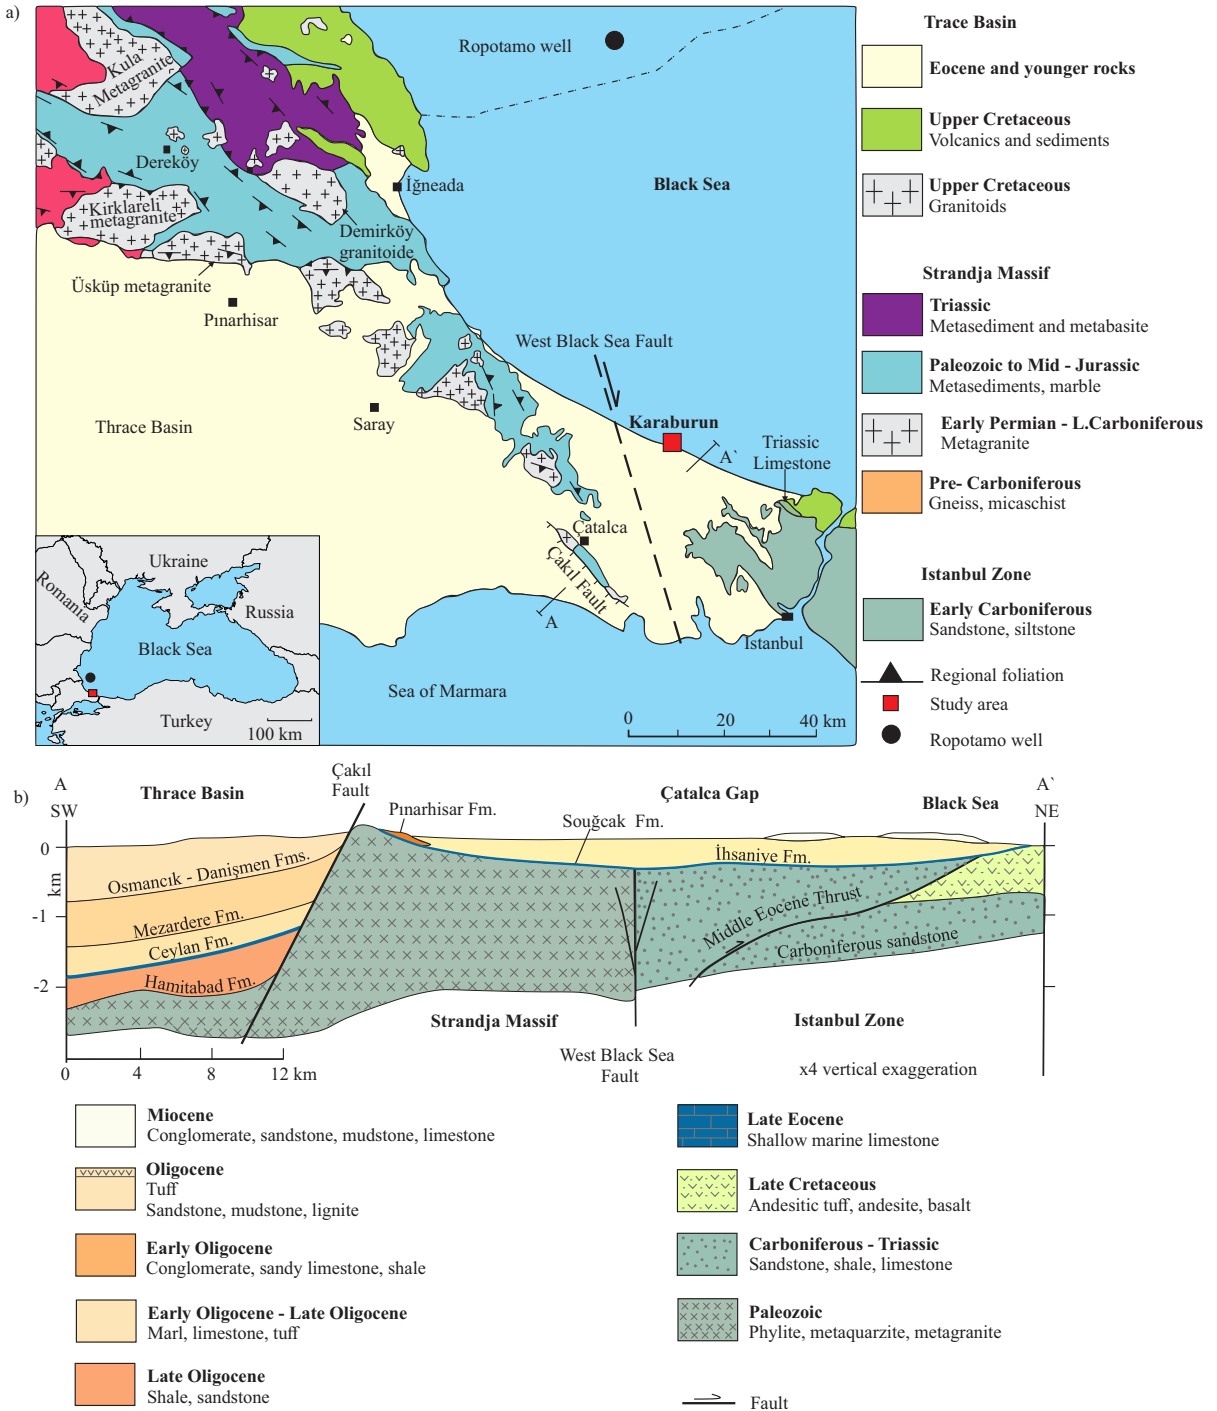 a)
Ropotamo well
Kula
Metagranite
Dereköy
Black Sea
İğneada
Kirklareli
metagranite
Demirköy
granitoide
Üsküp metagranite
Pınarhisar
West Black Sea Fault
Saray
Thrace Basin
Karaburun
A`
Triassic
Limestone
Çatalca
Çakıl Fault
A
Istanbul
Sea of Marmara
0 20 40 km
Ukraine
Romania
Russia
Black Sea
Turkey
100 km
Trace Basin
Eocene and younger rocks
Upper Cretaceous
Volcanics and sediments
Upper Cretaceous
Granitoids
Strandja Massif
Triassic
Metasediment and metabasite
Paleozoic to Mid - Jurassic
Metasediments, marble
Early Permian - L.Carboniferous
Metagranite
Pre- Carboniferous
Gneiss, micaschist
Istanbul Zone
Early Carboniferous
Sandstone, siltstone
Regional foliation
Study area
Ropotamo well
b)
A
SW
Thrace Basin
Çakıl
Fault
Pınarhisar Fm.
Souğcak Fm.
Çatalca Gap
Black Sea
A`
NE
0
km
-1
-2
Osmancık - Danişmen Fms.
Mezardere Fm.
Ceylan Fm.
Hamitabad Fm.
İhsaniye Fm.
Middle Eocene Thrust
Carboniferous sandstone
Strandja Massif
Istanbul Zone
West Black Sea
Fault
x4 vertical exaggeration
0 4 8 12 km
Miocene
Conglomerate, sandstone, mudstone, limestone
Oligocene
Tuff
Sandstone, mudstone, lignite
Early Oligocene
Conglomerate, sandy limestone, shale
Early Oligocene - Late Oligocene
Marl, limestone, tuff
Late Oligocene
Shale, sandstone
Late Eocene
Shallow marine limestone
Late Cretaceous
Andesitic tuff, andesite, basalt
Carboniferous - Triassic
Sandstone, shale, limestone
Paleozoic
Phylite, metaquarzite, metagranite
Fault